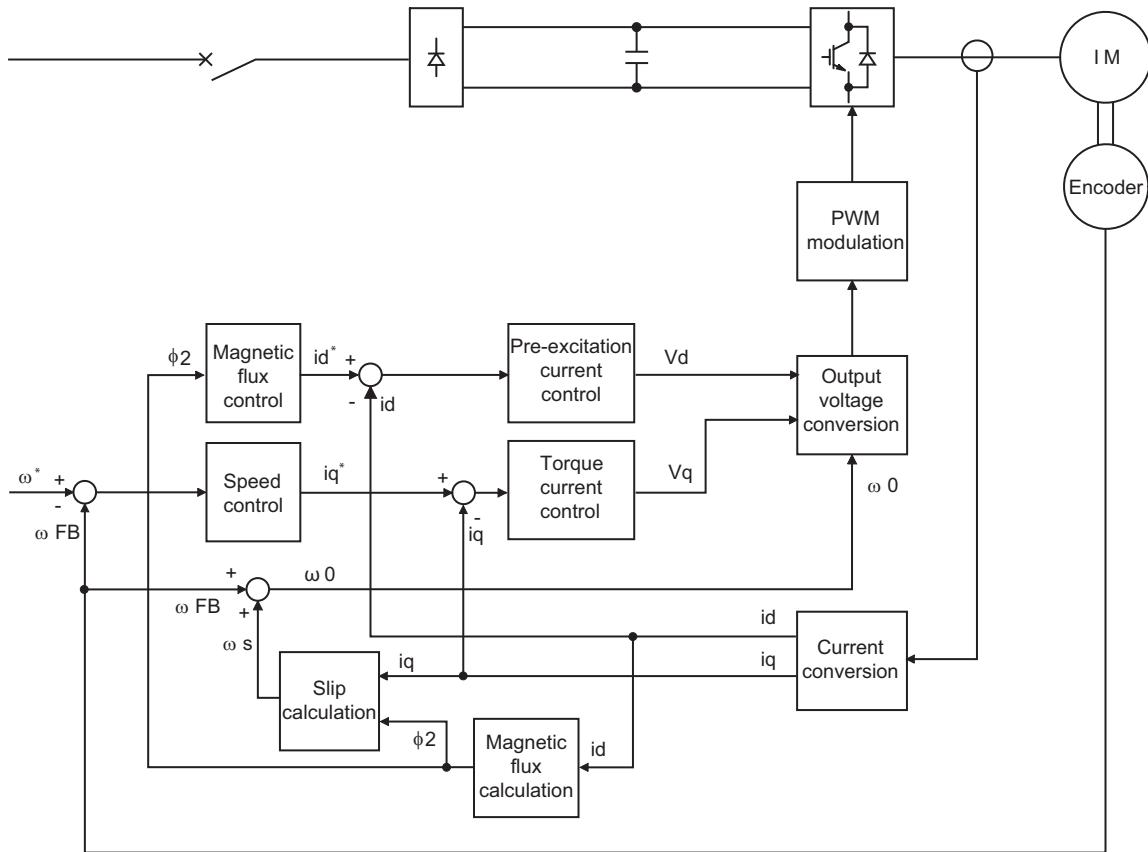 IM
Encoder
PWM
modulation
ϕ2
Magnetic
flux
control
id*
+
-
id
Pre-excitation
current
control
Vd
Output
voltage
conversion
ω*
+
-
ω FB
Speed
control
iq*
+
-
iq
Torque
current
control
Vq
ω 0
+
ω FB
+
ω 0
ω s
Slip
calculation
iq
ϕ2
Magnetic
flux
calculation
id
id
iq
Current
conversion